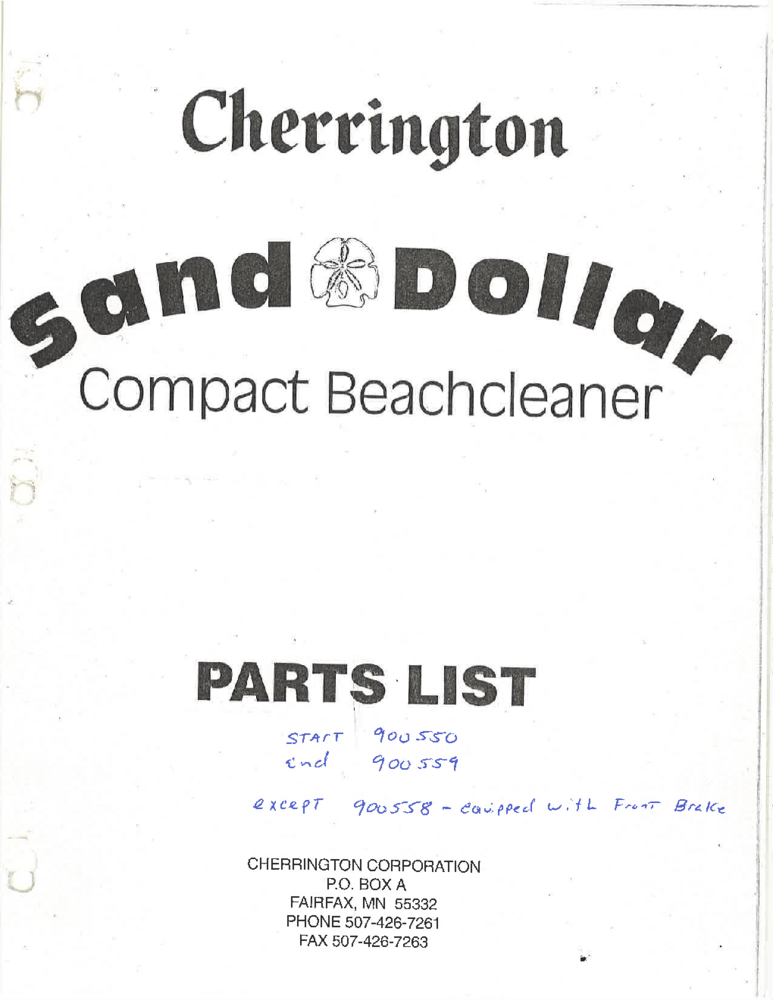 Cherrington
Sand Dollar
Compact Beachcleaner
PARTS LIST
START 900550
End 900559
except 900558 - equipped with Front Brake
CHERRINGTON CORPORATION
P.O. BOX A
FAIRFAX, MN 55332
PHONE 507-426-7261
FAX 507-426-7263